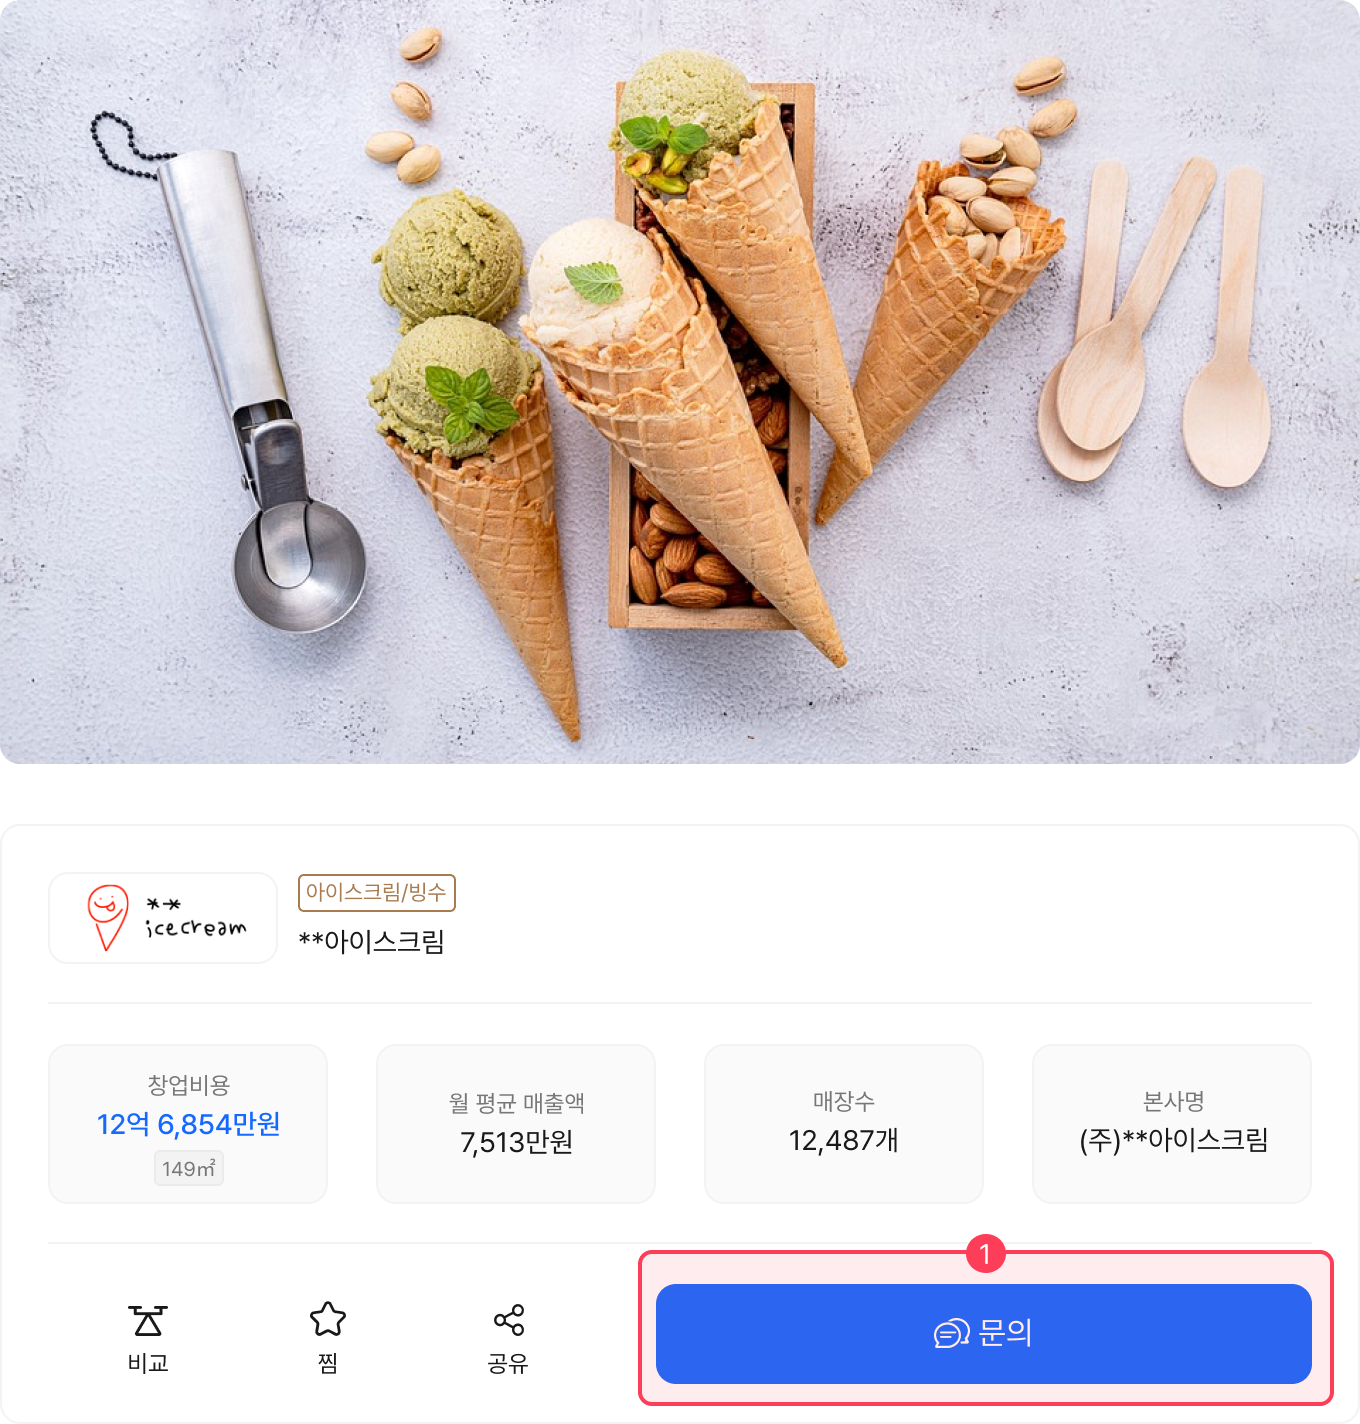 ** icecream
아이스크림/빙수
**아이스크림
창업비용
12억 6,854만원
149㎡
월 평균 매출액
7,513만원
매장수
12,487개
본사명
(주)**아이스크림
1
비교
찜
공유
문의